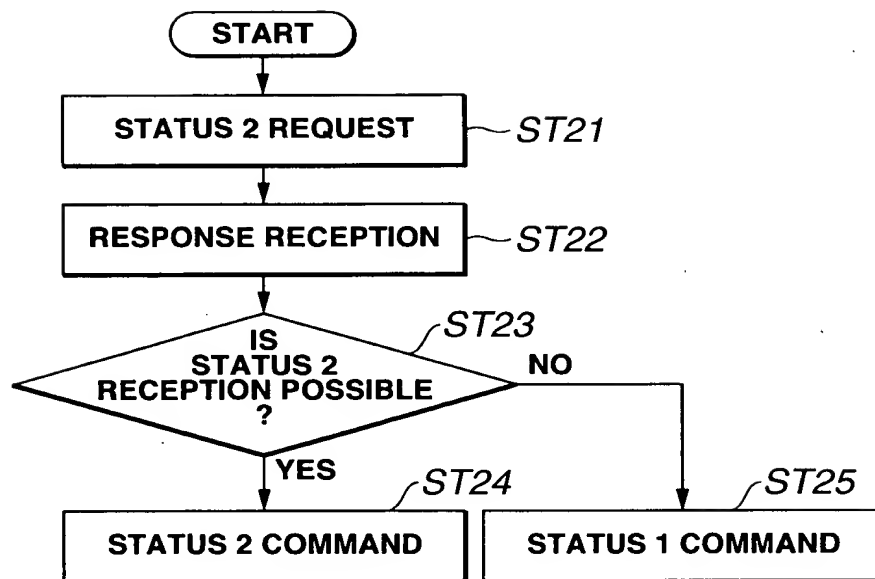 START
STATUS 2 REQUEST
ST21
RESPONSE RECEPTION
ST22
ST23
IS
STATUS 2
RECEPTION POSSIBLE
?
NO
YES
ST24
STATUS 2 COMMAND
ST25
STATUS 1 COMMAND